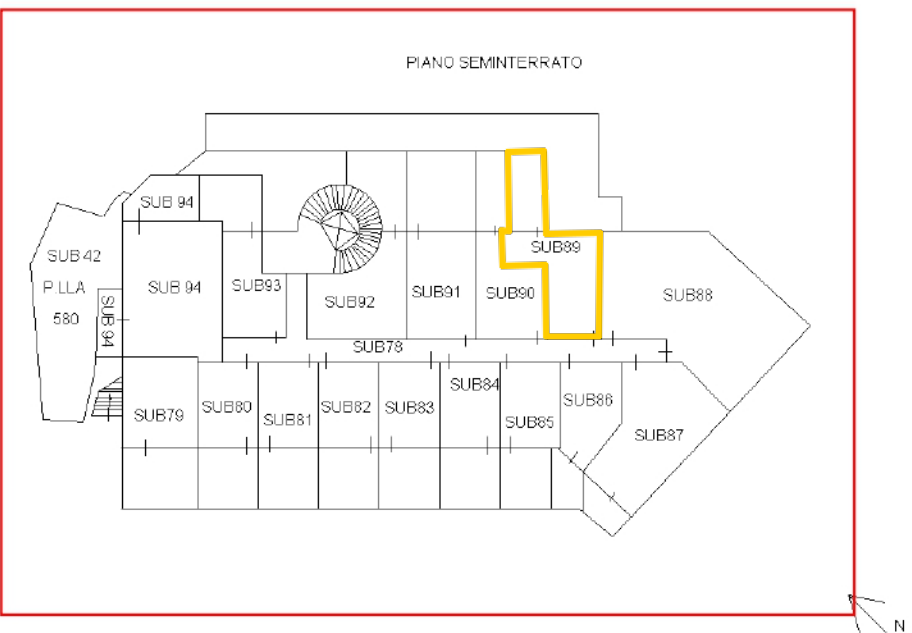 PIANO SEMINTERRATO
SUB 94
SUB 42
P.LLA
580
SUB 94
SUB 94
SUB93
SUB92
SUB91
SUB90
SUB89
SUB88
SUB78
SUB79
SUB80
SUB81
SUB82
SUB83
SUB84
SUB85
SUB86
SUB87
N